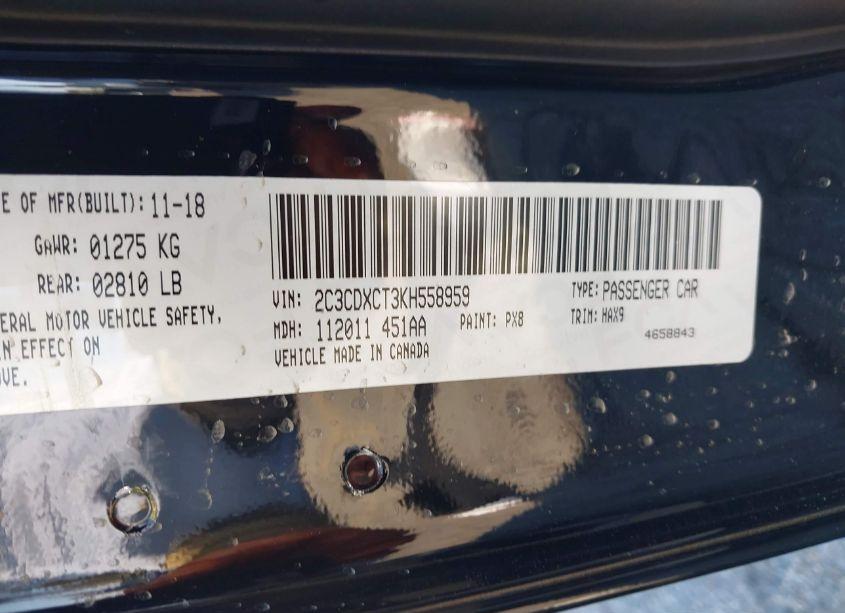 E OF MFR(BUILT): 11-18
GAWR: 01275 KG
REAR: 02810 LB
ERAL MOTOR VEHICLE SAFETY,
N EFFECT ON
OVE.
VIN: 2C3CDXCT3KH558959
TYPE: PASSENGER CAR
MDH: 112011 451AA
PAINT: PX8
TRIM: HAX9
VEHICLE MADE IN CANADA
4658843